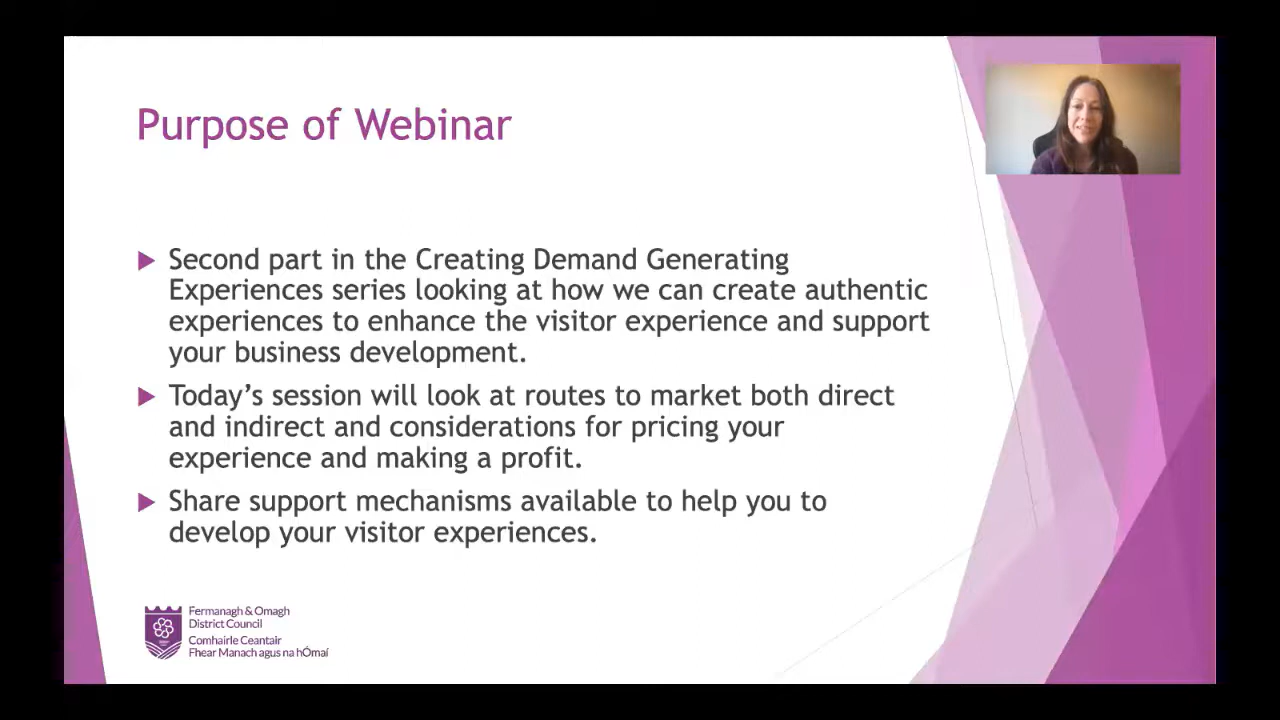 Purpose of Webinar
Second part in the Creating Demand Generating
Experiences series looking at how we can create authentic
experiences to enhance the visitor experience and support
your business development.
Today's session will look at routes to market both direct
and indirect and considerations for pricing your
experience and making a profit.
Share support mechanisms available to help you to
develop your visitor experiences.
Fermanagh & Omagh
District Council
Comhairle Ceantair
Fhear Manach agus na hÓmaí